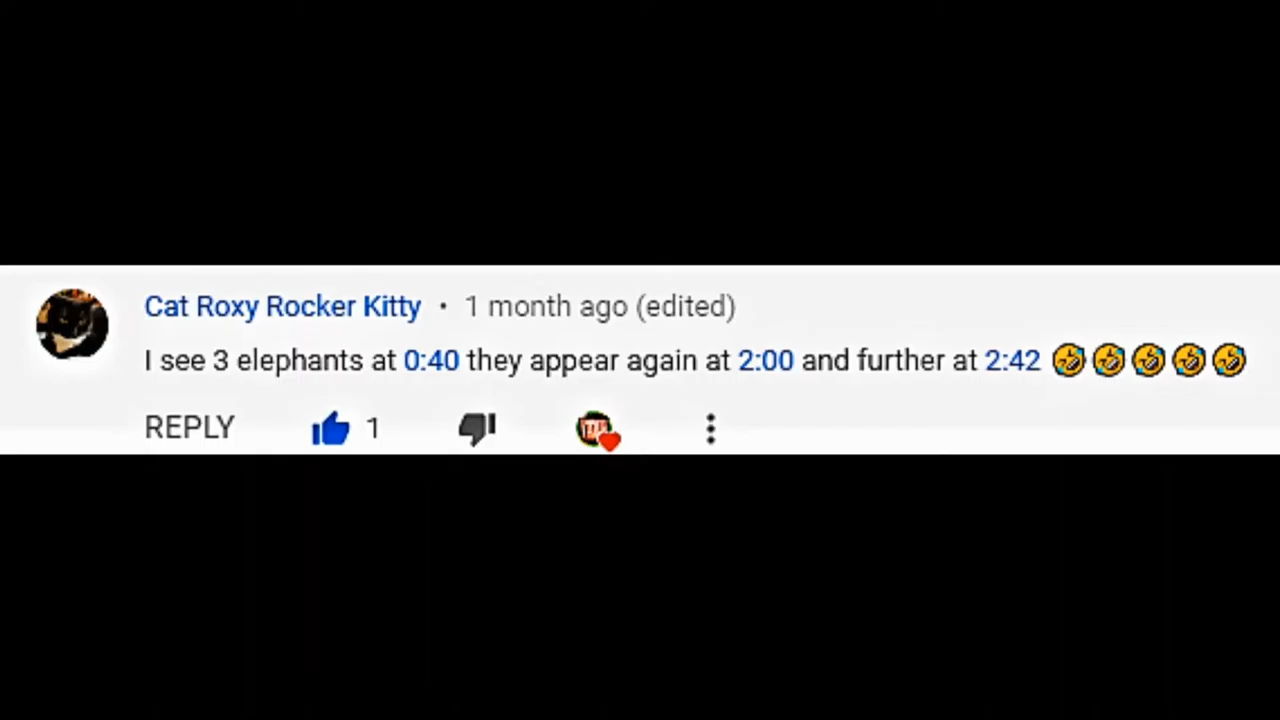 Cat Roxy Rocker Kitty • 1 month ago (edited)
I see 3 elephants at 0:40 they appear again at 2:00 and further at 2:42 🤣🤣🤣🤣🤣
REPLY 1